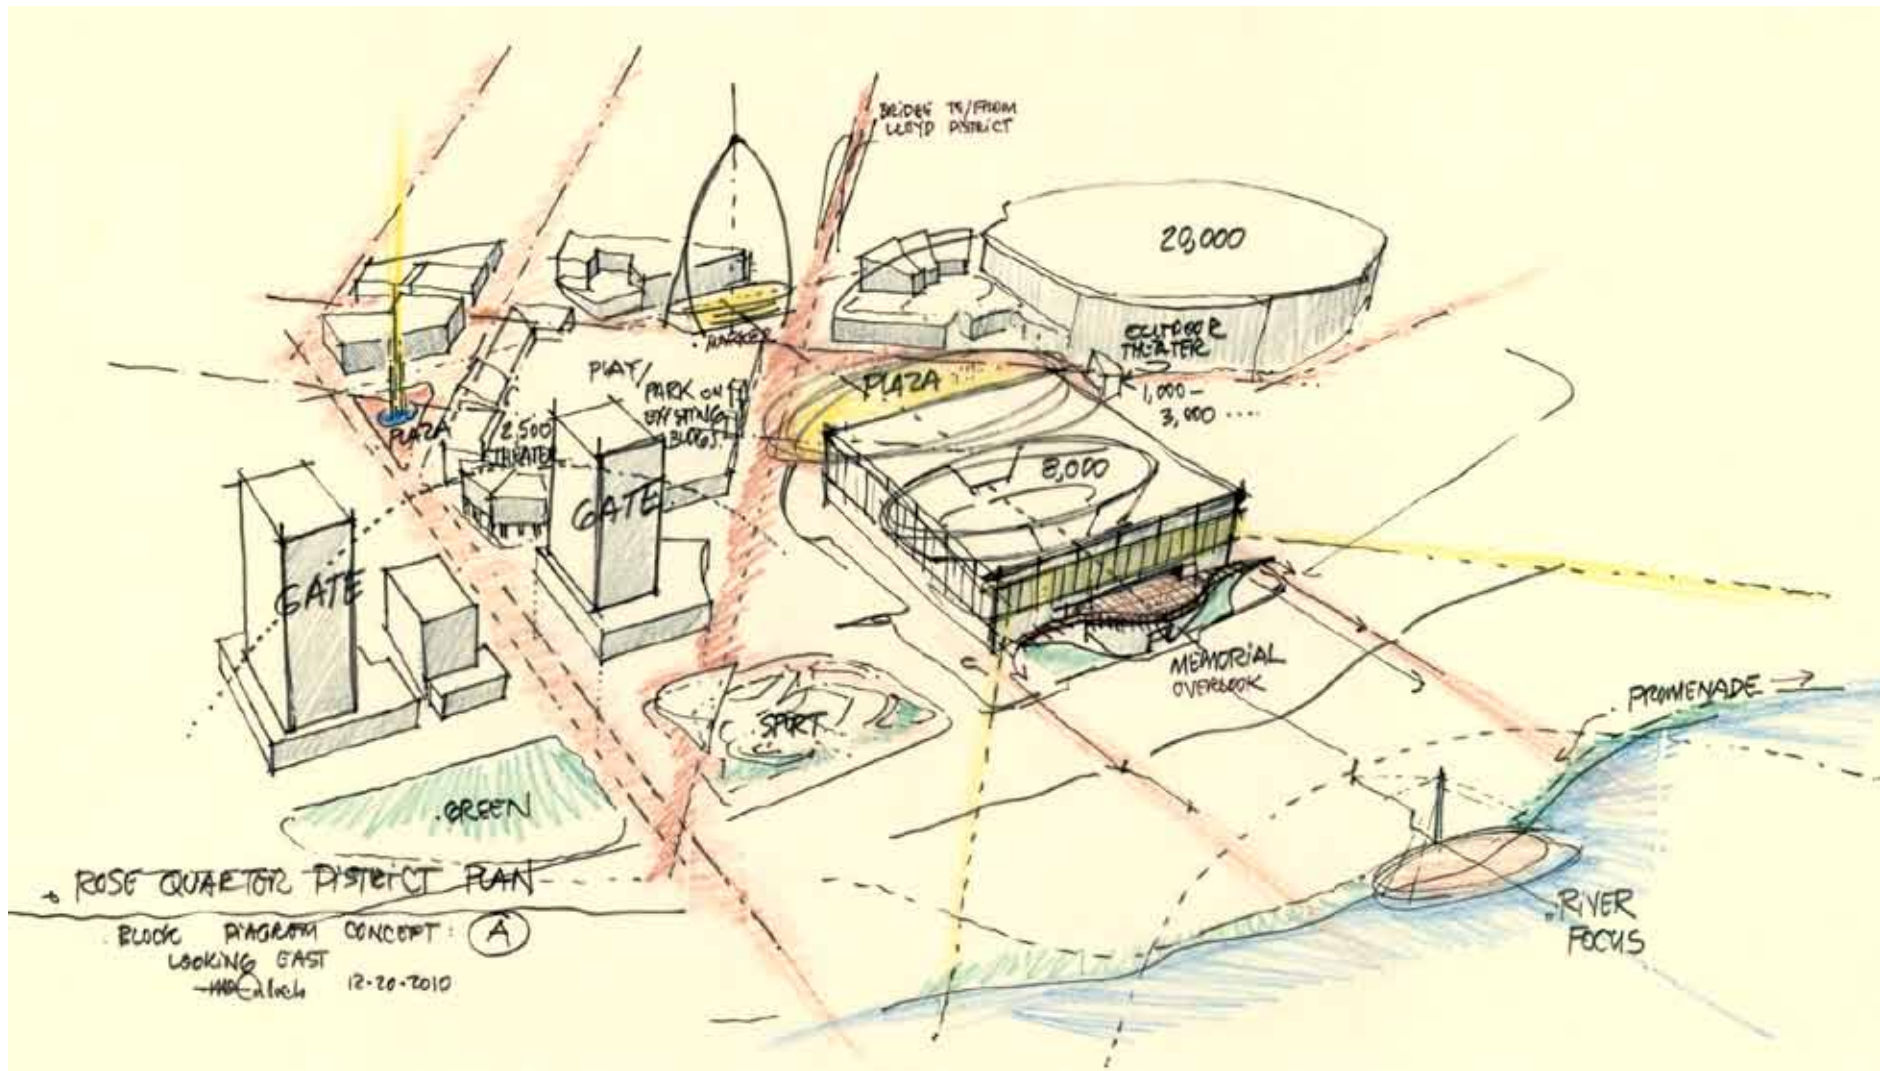 BRIDGE TO/FROM
LLOYD DISTRICT
20,000
OUTDOOR
THEATER
1,000 -
3,000 ....
MARKER
PLAY/
PARK ON
EXISTING
BLDGS.
PLAZA
PLAZA
2,500
THEATER
8,000
GATE
GATE
MEMORIAL
OVERLOOK
PROMENADE
SPORT
GREEN
RIVER
FOCUS
ROSE QUARTER DISTRICT PLAN
BLOCK DIAGRAM CONCEPT: A
LOOKING EAST
12-20-2010